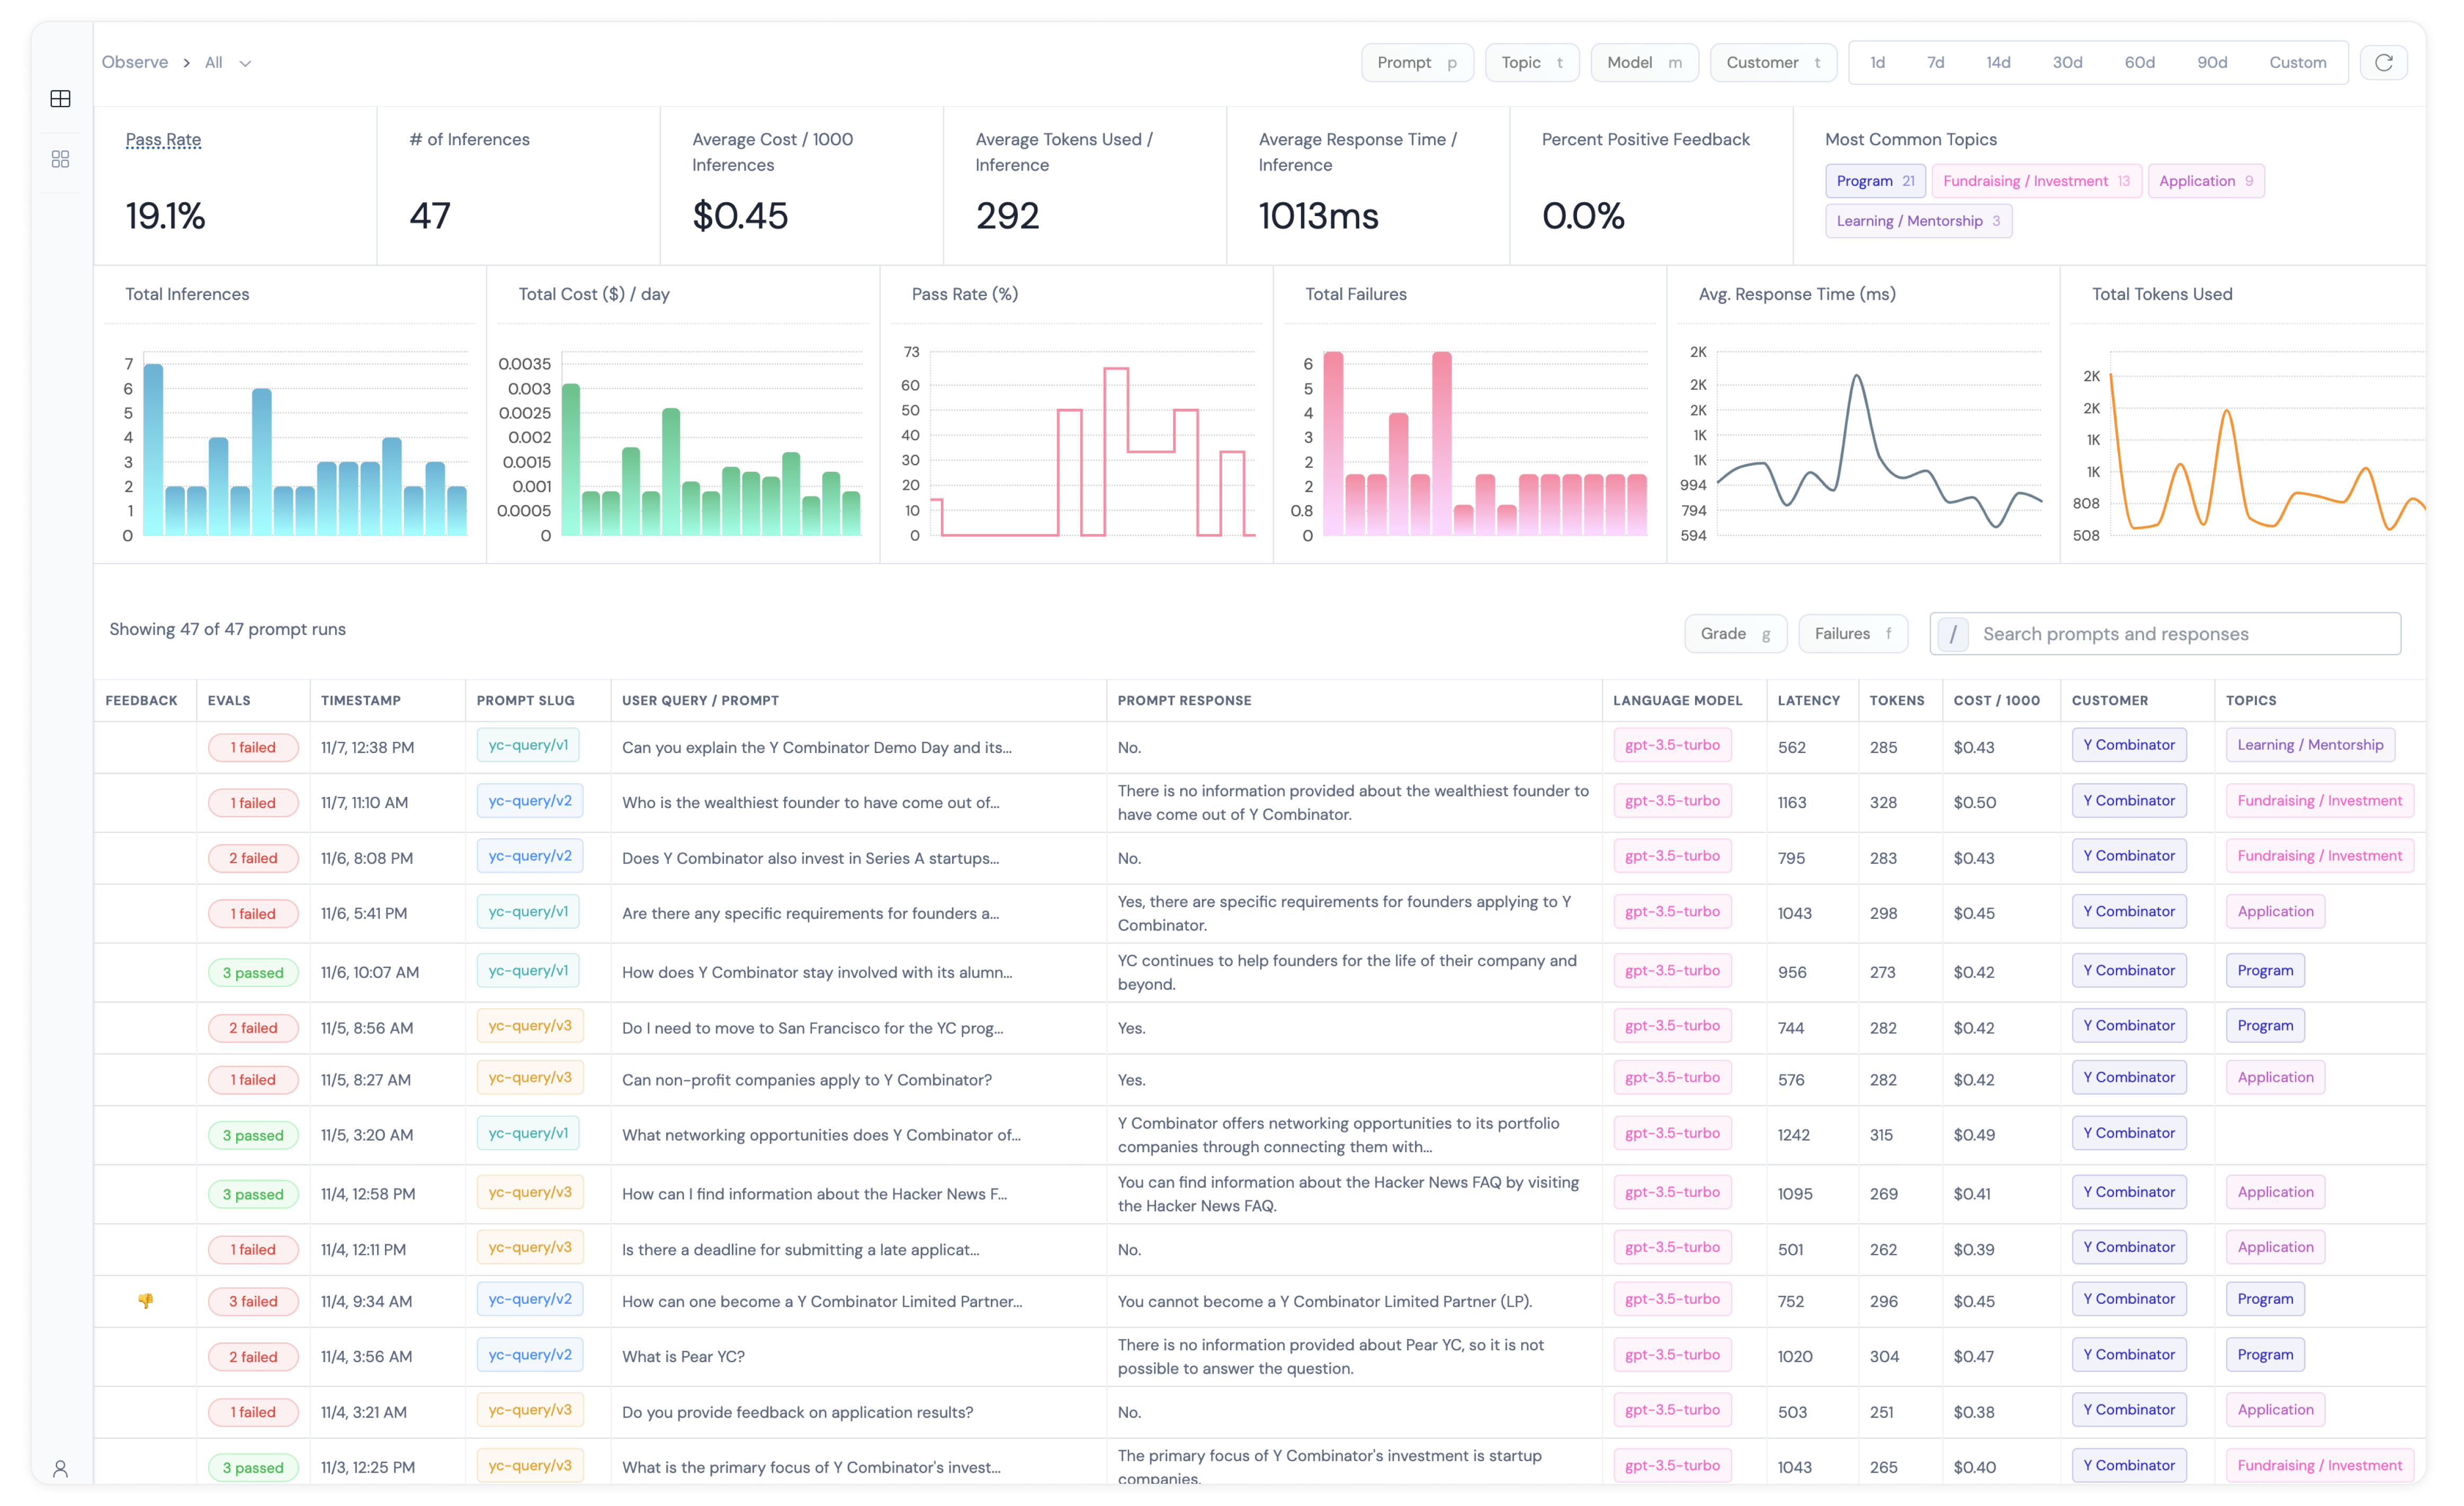 Observe > All
Prompt p
Topic t
Model m
Customer t
1d 7d 14d 30d 60d 90d Custom
Pass Rate
19.1%
# of Inferences
47
Average Cost / 1000
Inferences
$0.45
Average Tokens Used /
Inference
292
Average Response Time /
Inference
1013ms
Percent Positive Feedback
0.0%
Most Common Topics
Program 21 Fundraising / Investment 13 Application 9
Learning / Mentorship 3
Total Inferences
7
6
5
4
3
2
1
0
Total Cost ($) / day
0.0035
0.003
0.0025
0.002
0.0015
0.001
0.0005
0
Pass Rate (%)
73
60
50
40
30
20
10
0
Total Failures
6
5
4
3
2
2
0.8
0
Avg. Response Time (ms)
2K
2K
2K
1K
1K
994
794
594
Total Tokens Used
2K
2K
1K
1K
808
508
Showing 47 of 47 prompt runs
Grade g
Failures f
/ Search prompts and responses
FEEDBACK EVALS TIMESTAMP PROMPT SLUG USER QUERY / PROMPT PROMPT RESPONSE LANGUAGE MODEL LATENCY TOKENS COST / 1000 CUSTOMER TOPICS
1 failed 11/7, 12:38 PM yc-query/v1 Can you explain the Y Combinator Demo Day and its... No. gpt-3.5-turbo 562 285 $0.43 Y Combinator Learning / Mentorship
1 failed 11/7, 11:10 AM yc-query/v2 Who is the wealthiest founder to have come out of... There is no information provided about the wealthiest founder to
have come out of Y Combinator. gpt-3.5-turbo 1163 328 $0.50 Y Combinator Fundraising / Investment
2 failed 11/6, 8:08 PM yc-query/v2 Does Y Combinator also invest in Series A startups... No. gpt-3.5-turbo 795 283 $0.43 Y Combinator Fundraising / Investment
1 failed 11/6, 5:41 PM yc-query/v1 Are there any specific requirements for founders a... Yes, there are specific requirements for founders applying to Y
Combinator. gpt-3.5-turbo 1043 298 $0.45 Y Combinator Application
3 passed 11/6, 10:07 AM yc-query/v1 How does Y Combinator stay involved with its alumn... YC continues to help founders for the life of their company and
beyond. gpt-3.5-turbo 956 273 $0.42 Y Combinator Program
2 failed 11/5, 8:56 AM yc-query/v3 Do I need to move to San Francisco for the YC prog... Yes. gpt-3.5-turbo 744 282 $0.42 Y Combinator Program
1 failed 11/5, 8:27 AM yc-query/v3 Can non-profit companies apply to Y Combinator? Yes. gpt-3.5-turbo 576 282 $0.42 Y Combinator Application
3 passed 11/5, 3:20 AM yc-query/v1 What networking opportunities does Y Combinator of... Y Combinator offers networking opportunities to its portfolio
companies through connecting them with... gpt-3.5-turbo 1242 315 $0.49 Y Combinator
3 passed 11/4, 12:58 PM yc-query/v3 How can I find information about the Hacker News F... You can find information about the Hacker News FAQ by visiting
the Hacker News FAQ. gpt-3.5-turbo 1095 269 $0.41 Y Combinator Application
1 failed 11/4, 12:11 PM yc-query/v3 Is there a deadline for submitting a late applicat... No. gpt-3.5-turbo 501 262 $0.39 Y Combinator Application
3 failed 11/4, 9:34 AM yc-query/v2 How can one become a Y Combinator Limited Partner... You cannot become a Y Combinator Limited Partner (LP). gpt-3.5-turbo 752 296 $0.45 Y Combinator Program
2 failed 11/4, 3:56 AM yc-query/v2 What is Pear YC? There is no information provided about Pear YC, so it is not
possible to answer the question. gpt-3.5-turbo 1020 304 $0.47 Y Combinator Program
1 failed 11/4, 3:21 AM yc-query/v3 Do you provide feedback on application results? No. gpt-3.5-turbo 503 251 $0.38 Y Combinator Application
3 passed 11/3, 12:25 PM yc-query/v3 What is the primary focus of Y Combinator's invest... The primary focus of Y Combinator's investment is startup
companies. gpt-3.5-turbo 1043 265 $0.40 Y Combinator Fundraising / Investment